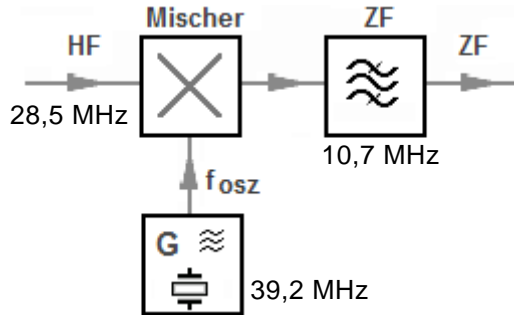 Mischer
ZF
HF
ZF
28,5 MHz
10,7 MHz
fosz
G
39,2 MHz